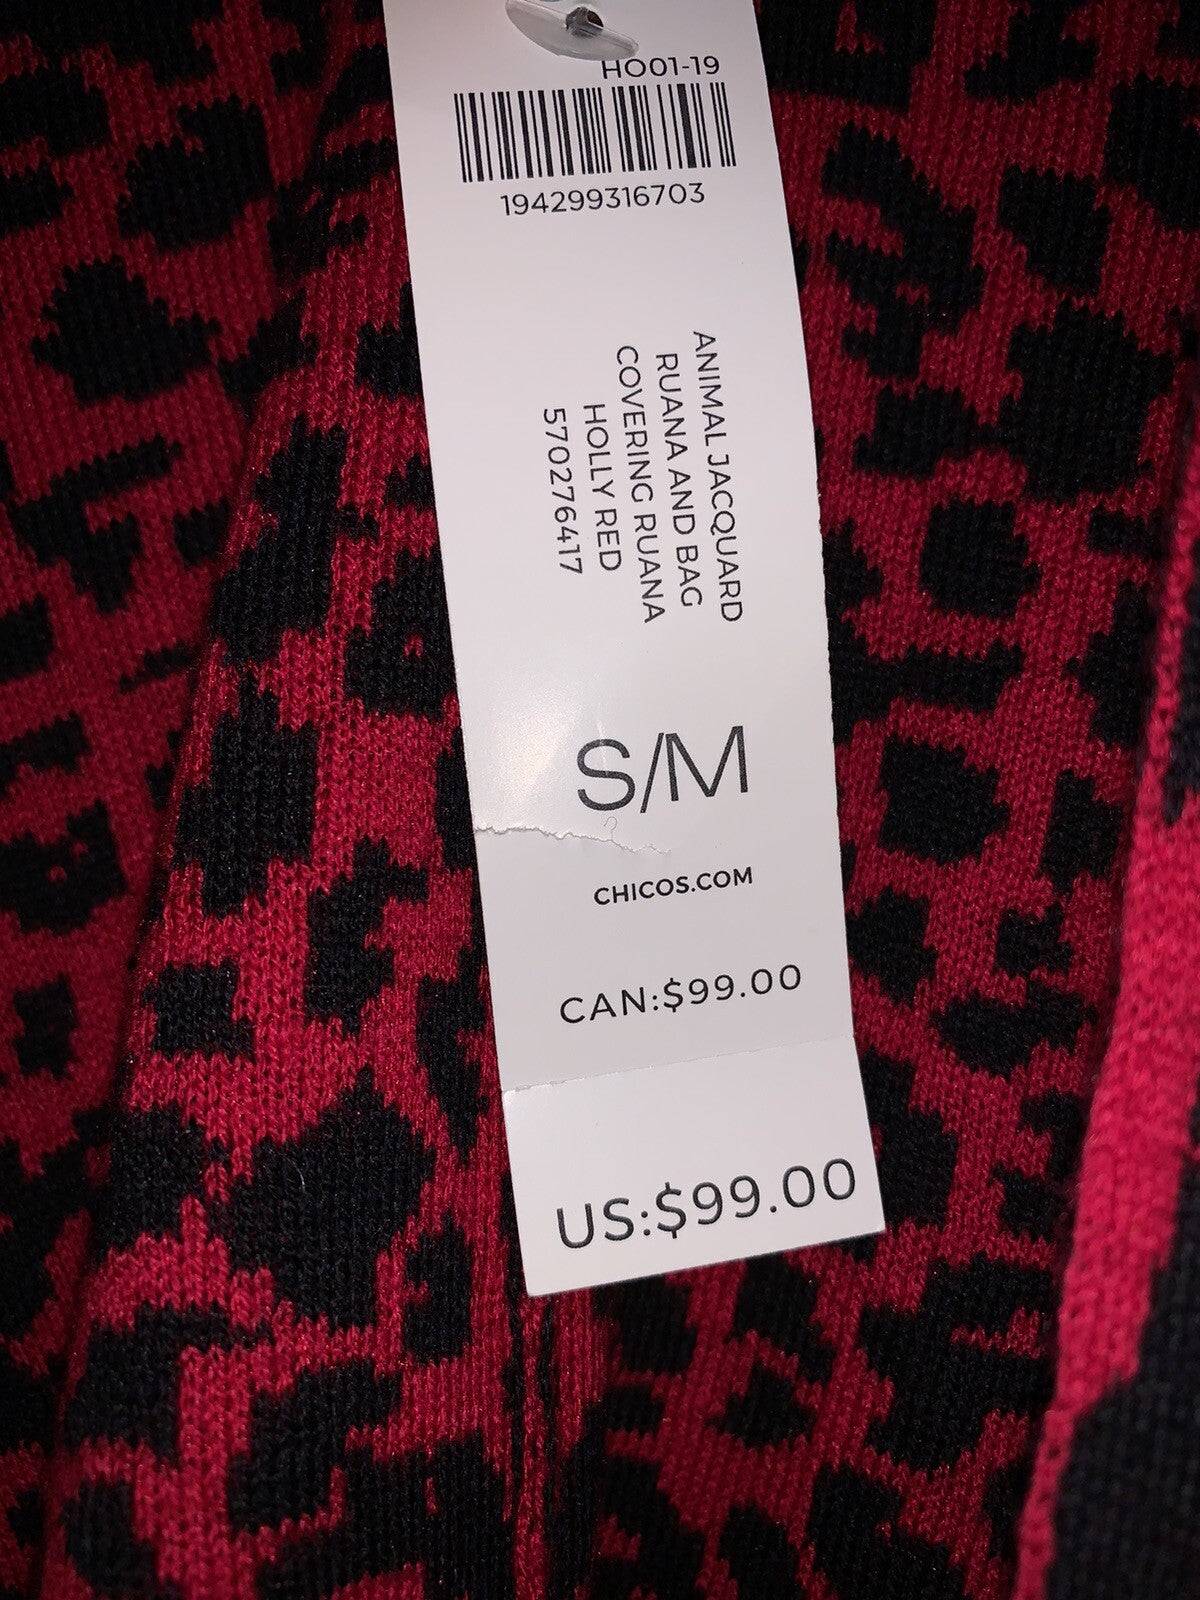 HO01-19
194299316703
ANIMAL JACQUARD
RUANA AND BAG
COVERING RUANA
HOLLY RED
570276417
S/M
CHICOS.COM
CAN:$99.00
US:$99.00